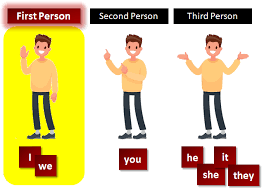 First Person
Second Person
Third Person
I
we
you
he
it
she
they